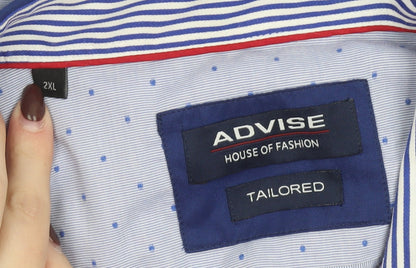 2XL
ADVISE
HOUSE OF FASHION
TAILORED